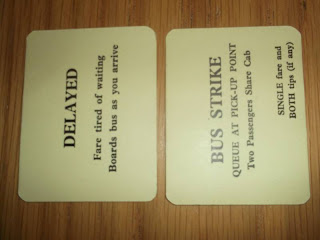 DELAYED
Fare tired of waiting
Boards bus as you arrive
BUS STRIKE
QUEUE AT PICK-UP POINT
Two Passengers Share Cab
SINGLE fare and
BOTH tips (if any)